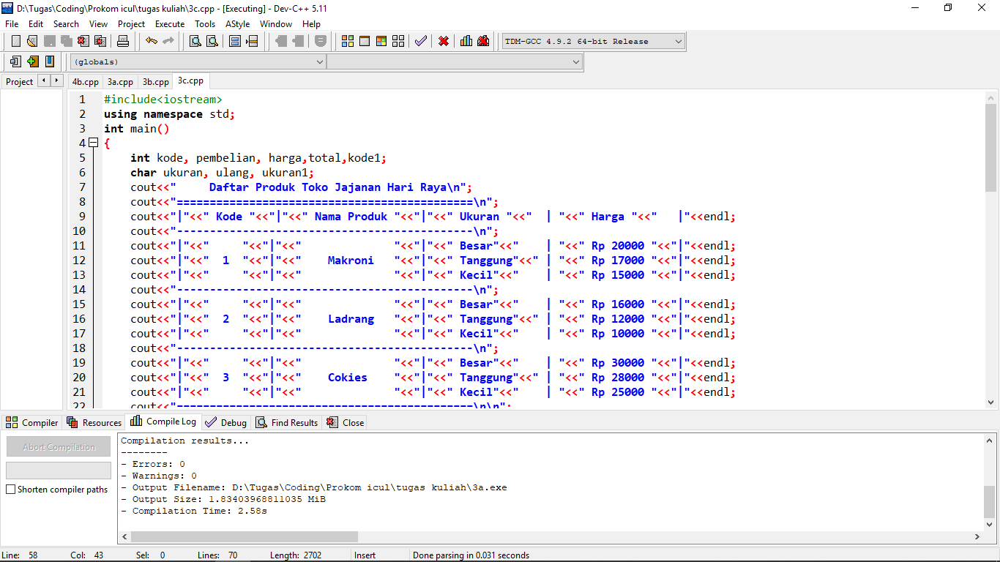 D:\Tugas\Coding\Prokom icul\tugas kuliah\3c.cpp - [Executing] - Dev-C++ 5.11
File Edit Search View Project Execute Tools AStyle Window Help
TDM-GCC 4.9.2 64-bit Release
(globals)
Project 4b.cpp 3a.cpp 3b.cpp 3c.cpp
1 #include<iostream>
2 using namespace std;
3 int main()
4 {
5     int kode, pembelian, harga,total,kode1;
6     char ukuran, ulang, ukuran1;
7     cout<<"     Daftar Produk Toko Jajanan Hari Raya\n";
8     cout<<"=============================================\n";
9     cout<<"|"<<" Kode "<<"|"<<" Nama Produk "<<"|"<<" Ukuran "<<"  | "<<" Harga "<<"   |"<<endl;
10     cout<<"---------------------------------------------\n";
11     cout<<"|"<<"     "<<"|"<<"              "<<"|"<<" Besar"<<"    | "<<" Rp 20000 "<<"|"<<endl;
12     cout<<"|"<<"  1  "<<"|"<<"    Makroni   "<<"|"<<" Tanggung"<<" | "<<" Rp 17000 "<<"|"<<endl;
13     cout<<"|"<<"     "<<"|"<<"              "<<"|"<<" Kecil"<<"    | "<<" Rp 15000 "<<"|"<<endl;
14     cout<<"---------------------------------------------\n";
15     cout<<"|"<<"     "<<"|"<<"              "<<"|"<<" Besar"<<"    | "<<" Rp 16000 "<<"|"<<endl;
16     cout<<"|"<<"  2  "<<"|"<<"    Ladrang   "<<"|"<<" Tanggung"<<" | "<<" Rp 12000 "<<"|"<<endl;
17     cout<<"|"<<"     "<<"|"<<"              "<<"|"<<" Kecil"<<"    | "<<" Rp 10000 "<<"|"<<endl;
18     cout<<"---------------------------------------------\n";
19     cout<<"|"<<"     "<<"|"<<"              "<<"|"<<" Besar"<<"    | "<<" Rp 30000 "<<"|"<<endl;
20     cout<<"|"<<"  3  "<<"|"<<"    Cokies    "<<"|"<<" Tanggung"<<" | "<<" Rp 28000 "<<"|"<<endl;
21     cout<<"|"<<"     "<<"|"<<"              "<<"|"<<" Kecil"<<"    | "<<" Rp 25000 "<<"|"<<endl;
22     cout<<"=============================================\n\n";
Compiler Resources Compile Log Debug Find Results Close
Abort Compilation
Shorten compiler paths
Compilation results...
--------
- Errors: 0
- Warnings: 0
- Output Filename: D:\Tugas\Coding\Prokom icul\tugas kuliah\3a.exe
- Output Size: 1.83403968811035 MiB
- Compilation Time: 2.58s
Line: 58 Col: 43 Sel: 0 Lines: 70 Length: 2702 Insert Done parsing in 0.031 seconds